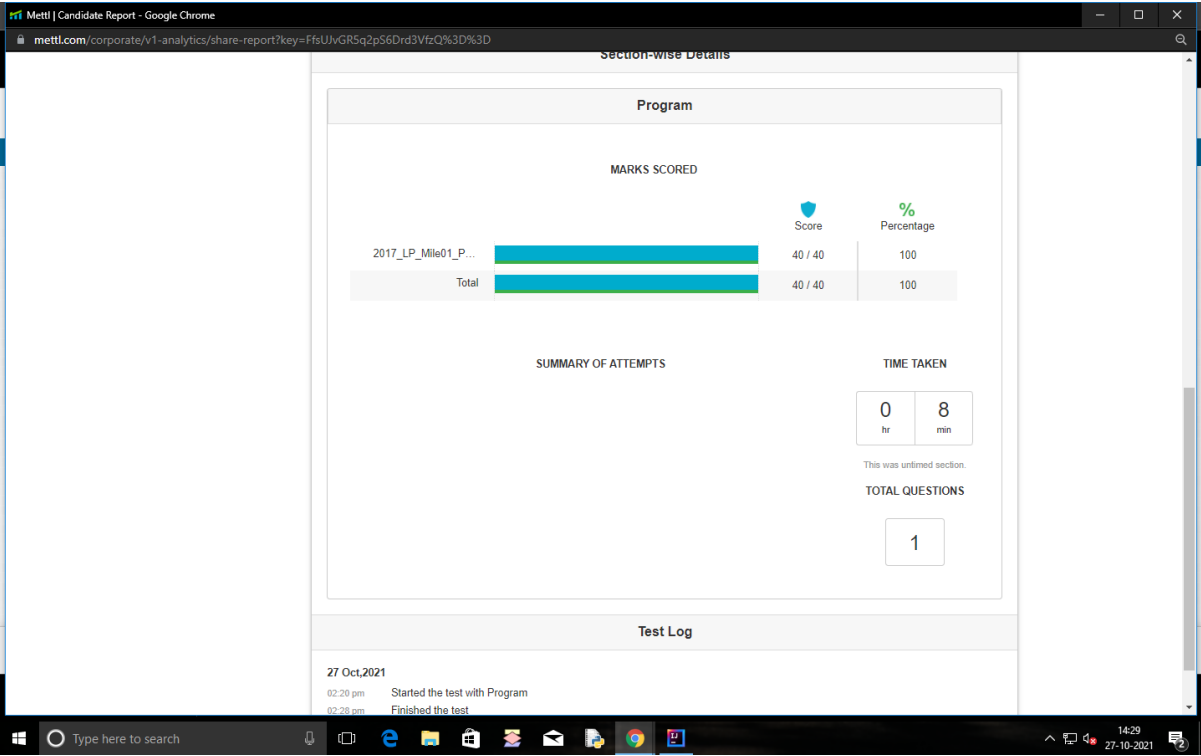 Mettl | Candidate Report - Google Chrome
mettl.com/corporate/v1-analytics/share-report?key=FfsUJvGR5q2pS6Drd3VfzQ%3D%3D
Section-wise Details
Program
MARKS SCORED
%
Score Percentage
2017_LP_Mile01_P... 40 / 40 100
Total 40 / 40 100
SUMMARY OF ATTEMPTS TIME TAKEN
0 8
hr min
This was untimed section.
TOTAL QUESTIONS
1
Test Log
27 Oct,2021
02:20 pm Started the test with Program
02:28 pm Finished the test
Type here to search
14:29
27-10-2021
2